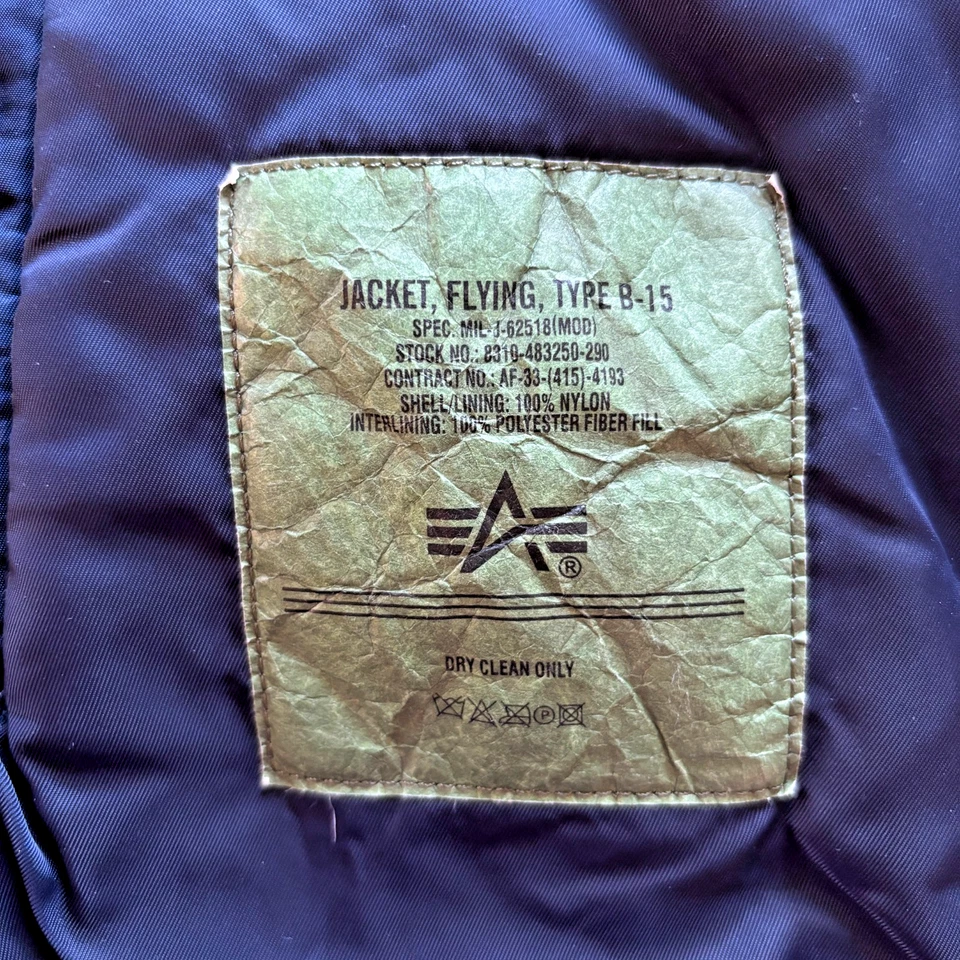 JACKET, FLYING, TYPE B-15
SPEC. MIL-J-62518(MOD)
STOCK NO.: 8310-483250-290
CONTRACT NO.: AF-33-(415)-4193
SHELL/LINING: 100% NYLON
INTERLINING: 100% POLYESTER FIBER FILL
®
DRY CLEAN ONLY
P